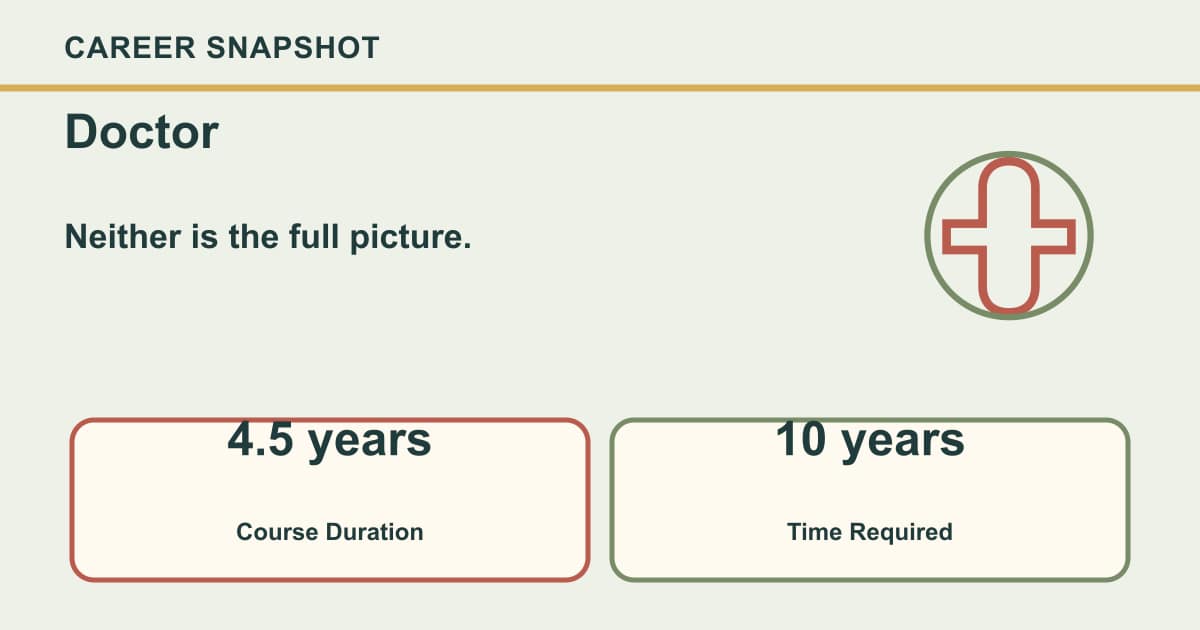 CAREER SNAPSHOT
Doctor
Neither is the full picture.
4.5 years
Course Duration
10 years
Time Required